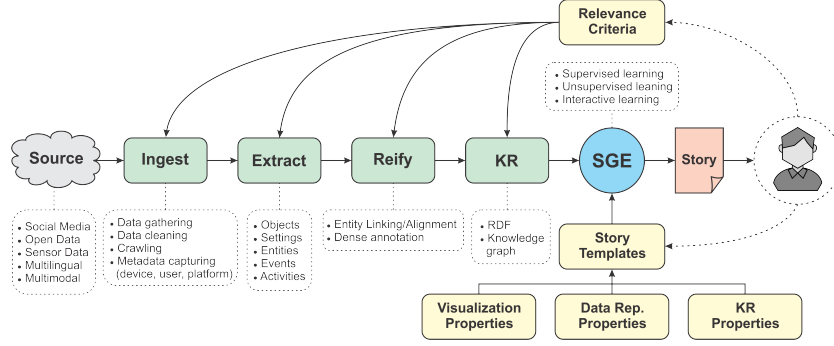 Relevance
Criteria
• Supervised learning
• Unsupervised leaning
• Interactive learning
Source
Ingest
Extract
Reify
KR
SGE
Story
• Social Media
• Open Data
• Sensor Data
• Multilingual
• Multimodal
• Data gathering
• Data cleaning
• Crawling
• Metadata capturing
(device, user, platform)
• Objects
• Settings
• Entities
• Events
• Activities
• Entity Linking/Alignment
• Dense annotation
• RDF
• Knowledge
graph
Story
Templates
Visualization
Properties
Data Rep.
Properties
KR
Properties